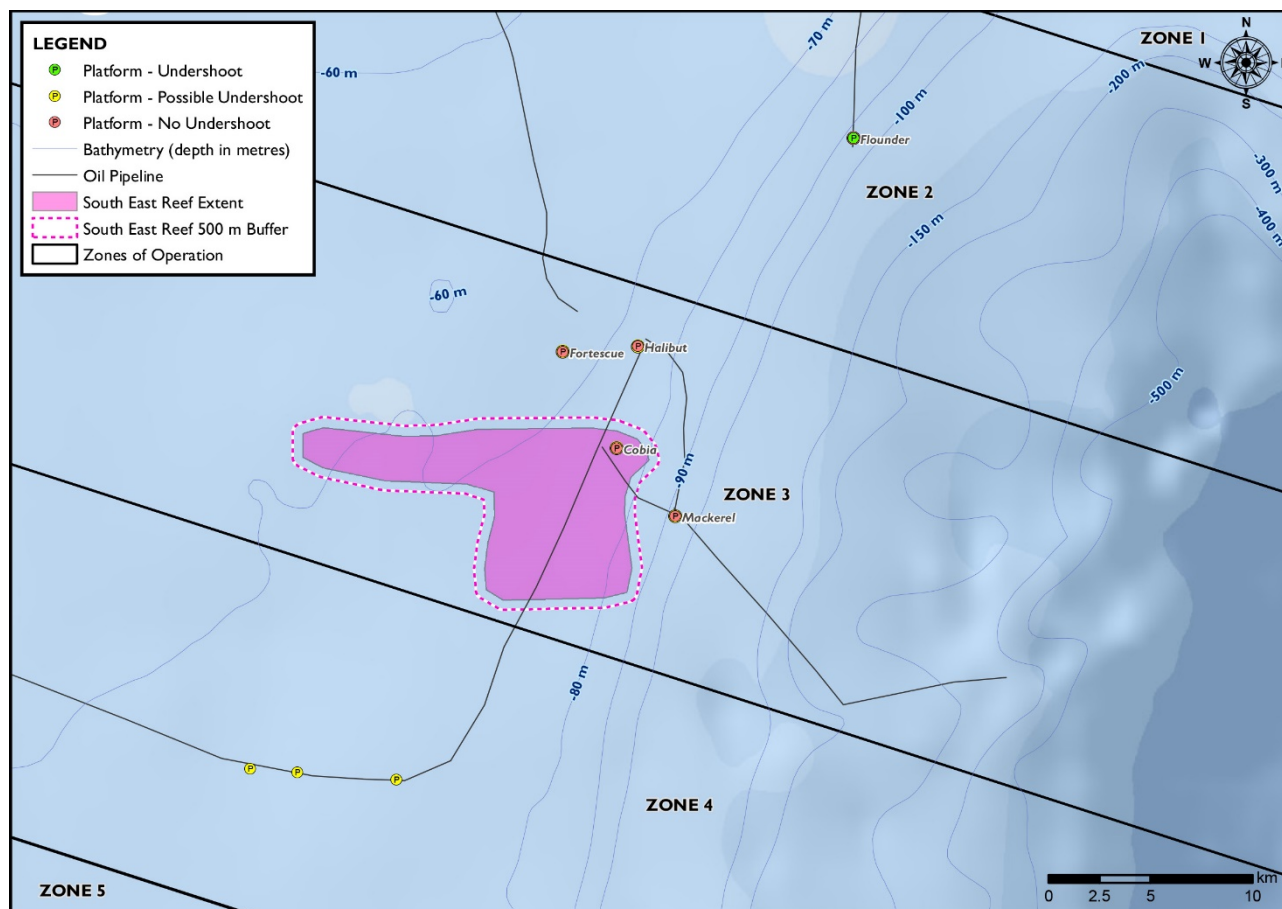 LEGEND
P Platform - Undershoot
P Platform - Possible Undershoot
P Platform - No Undershoot
Bathymetry (depth in metres)
Oil Pipeline
South East Reef Extent
South East Reef 500 m Buffer
Zones of Operation
-60 m
-70 m
-100 m
ZONE 1
-200 m
N
W
S
P Flounder
-300 m
-400 m
ZONE 2
-150 m
-60 m
P Fortescue
P Halibut
-500 m
P Cobia
-90 m
ZONE 3
P Mackerel
-80 m
P
P
P
ZONE 4
ZONE 5
km
0 2.5 5 10